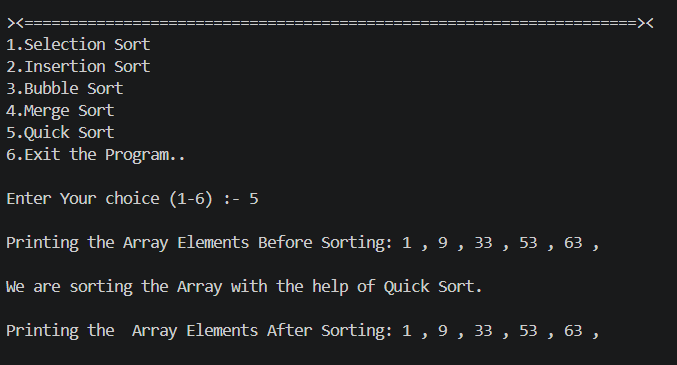 ><====================================================================><
1.Selection Sort
2.Insertion Sort
3.Bubble Sort
4.Merge Sort
5.Quick Sort
6.Exit the Program..
Enter Your choice (1-6) :- 5
Printing the Array Elements Before Sorting: 1 , 9 , 33 , 53 , 63 ,
We are sorting the Array with the help of Quick Sort.
Printing the  Array Elements After Sorting: 1 , 9 , 33 , 53 , 63 ,